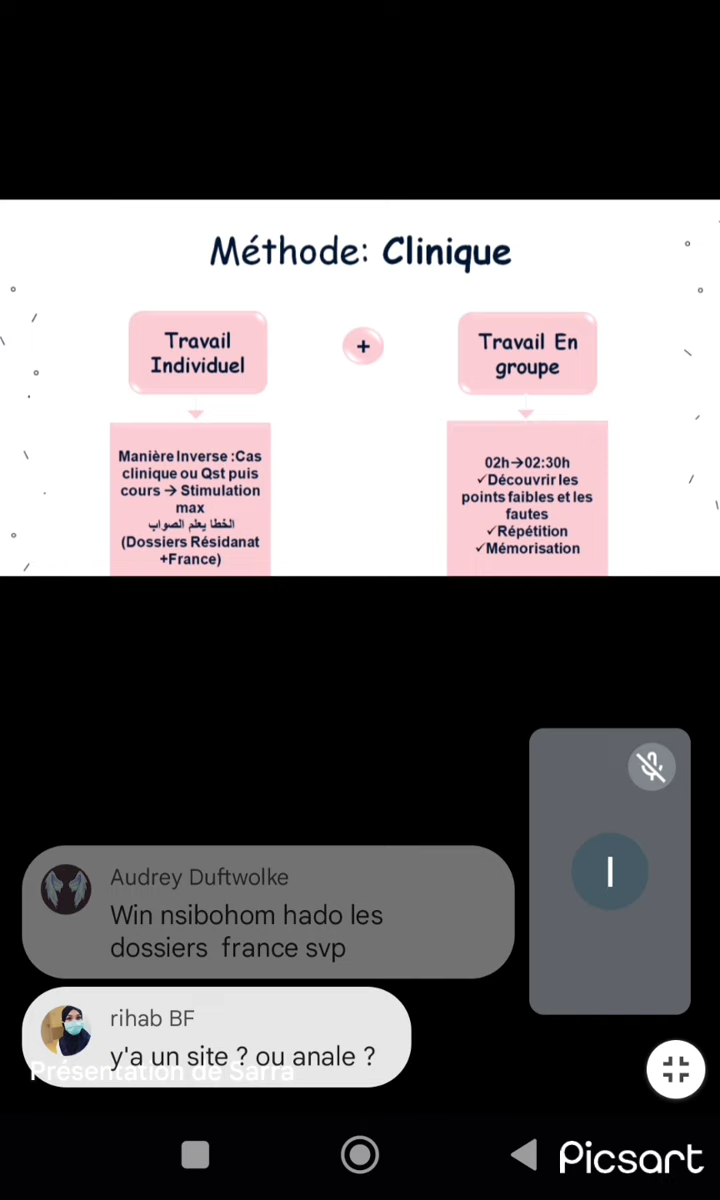 Méthode: Clinique
Travail
Individuel
+
Travail En
groupe
Manière Inverse :Cas
clinique ou Qst puis
cours → Stimulation
max
الخطا يعلم الصواب
(Dossiers Résidanat
+France)
02h→02:30h
✓Découvrir les
points faibles et les
fautes
✓Répétition
✓Mémorisation
I
Audrey Duftwolke
Win nsibohom hado les
dossiers france svp
rihab BF
y'a un site ? ou anale ?
Présentation de Sarra
Picsart